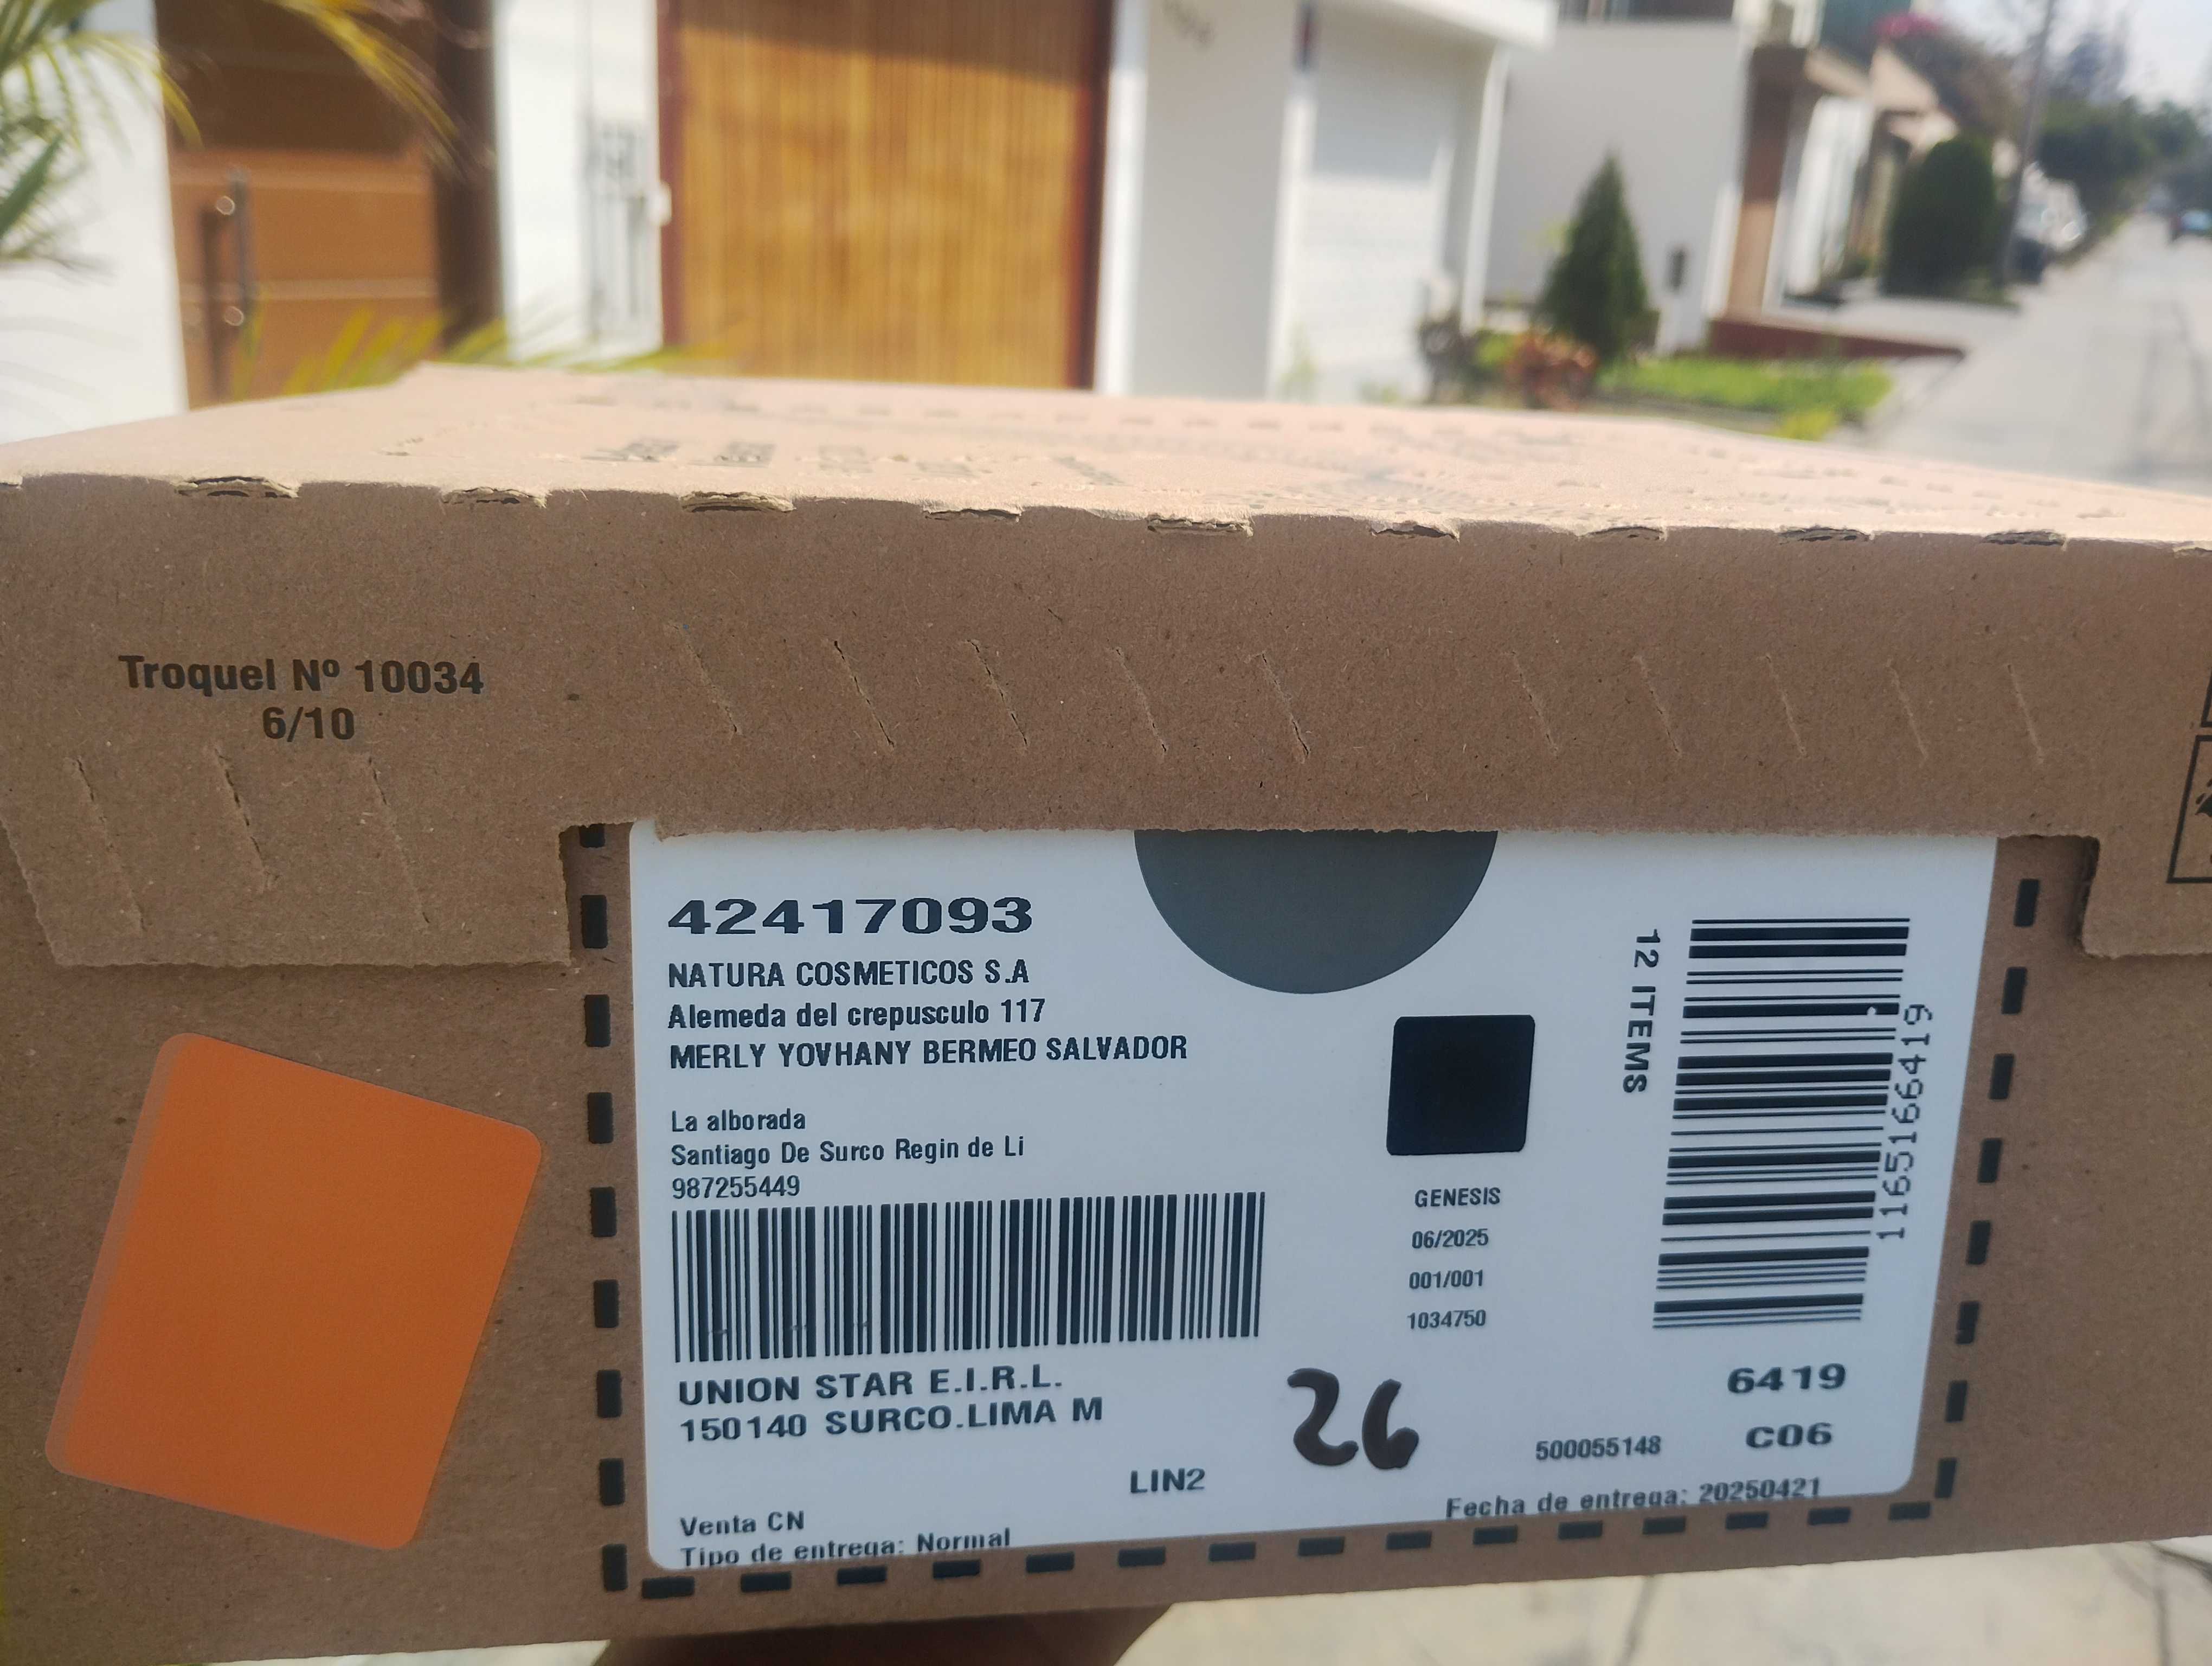 Troquel Nº 10034
6/10
42417093
NATURA COSMETICOS S.A
Alemeda del crepusculo 117
MERLY YOVHANY BERMEO SALVADOR
La alborada
Santiago De Surco Regin de Li
987255449
UNION STAR E.I.R.L.
150140 SURCO.LIMA M
LIN2
Venta CN
Tipo de entrega: Normal
GENESIS
06/2025
001/001
1034750
26
12 ITEMS
1165166419
6419
C06
500055148
Fecha de entrega: 20250421